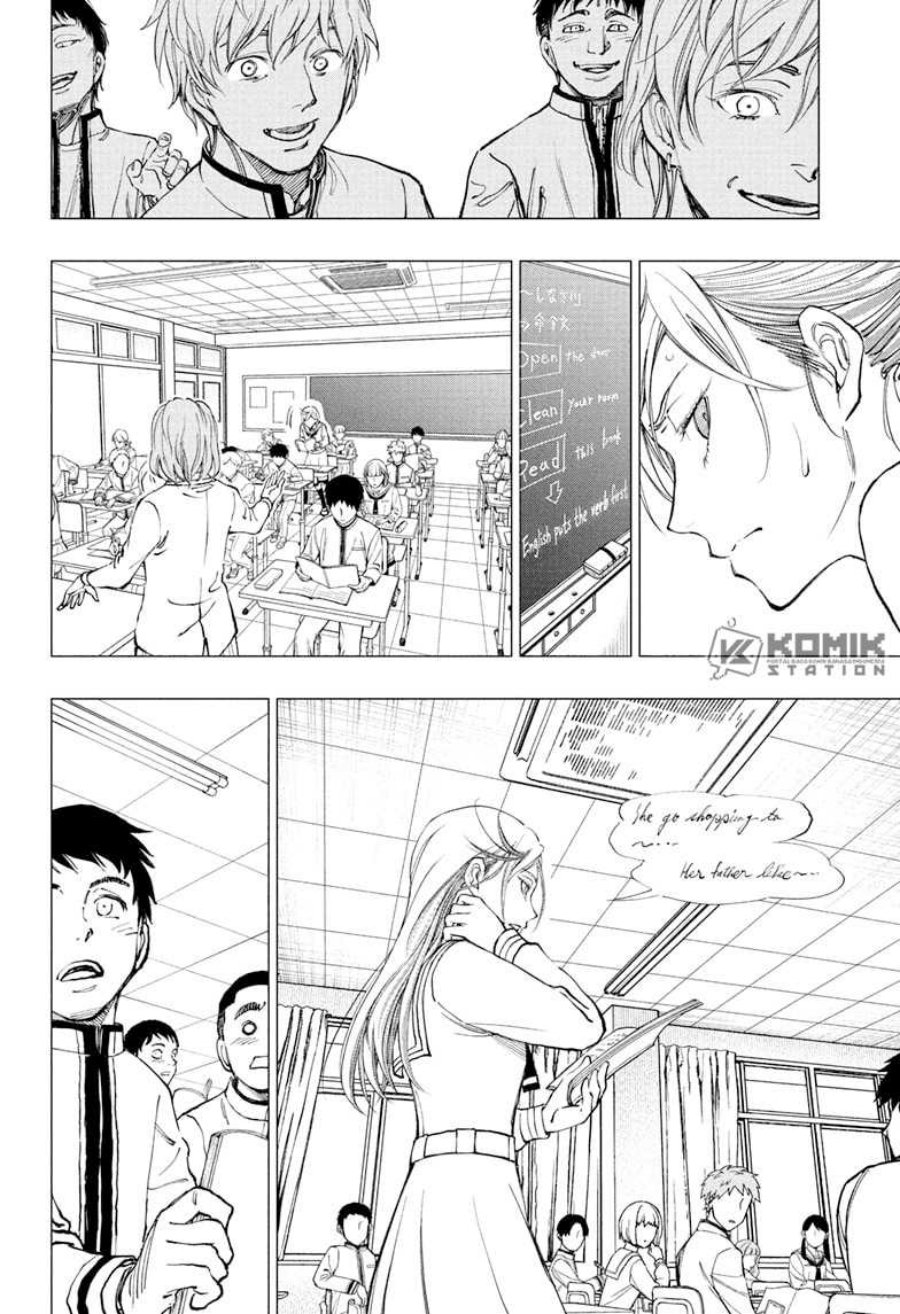 〜しなさい
の命令文
Open the door
Clean your room
Read this book
English puts the verb first
KOMIK
STATION
She go shopping to
〜....
Her father like〜...